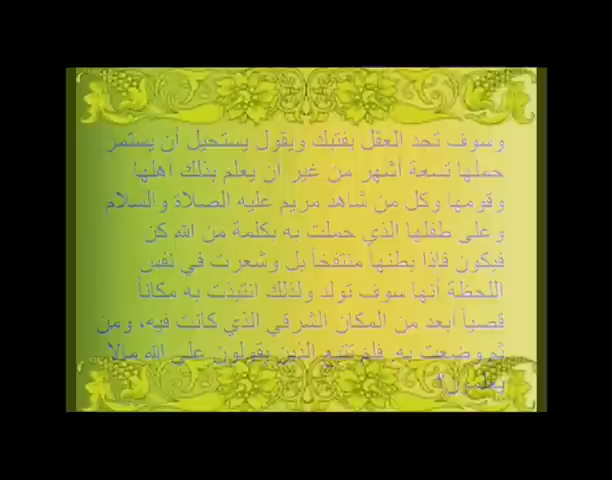 وسوف تجد العقل يفتيك ويقول يستحيل أن يستمر
حملها تسعة أشهر من غير أن يعلم بذلك أهلها
وقومها وكل من شاهد مريم عليه الصلاة والسلام
وعلى طفلها الذي حملت به بكلمة من الله كن
فيكون فإذا بطنها منتفخاً بل وشعرت في نفس
اللحظة أنها سوف تولد ولذلك انتبذت به مكاناً
قصياً أبعد من المكان الشرقي الذي كانت فيه، ومن
ثم وضعت به فلم نتبع الذين يقولون على الله مالا
يعلمون؟